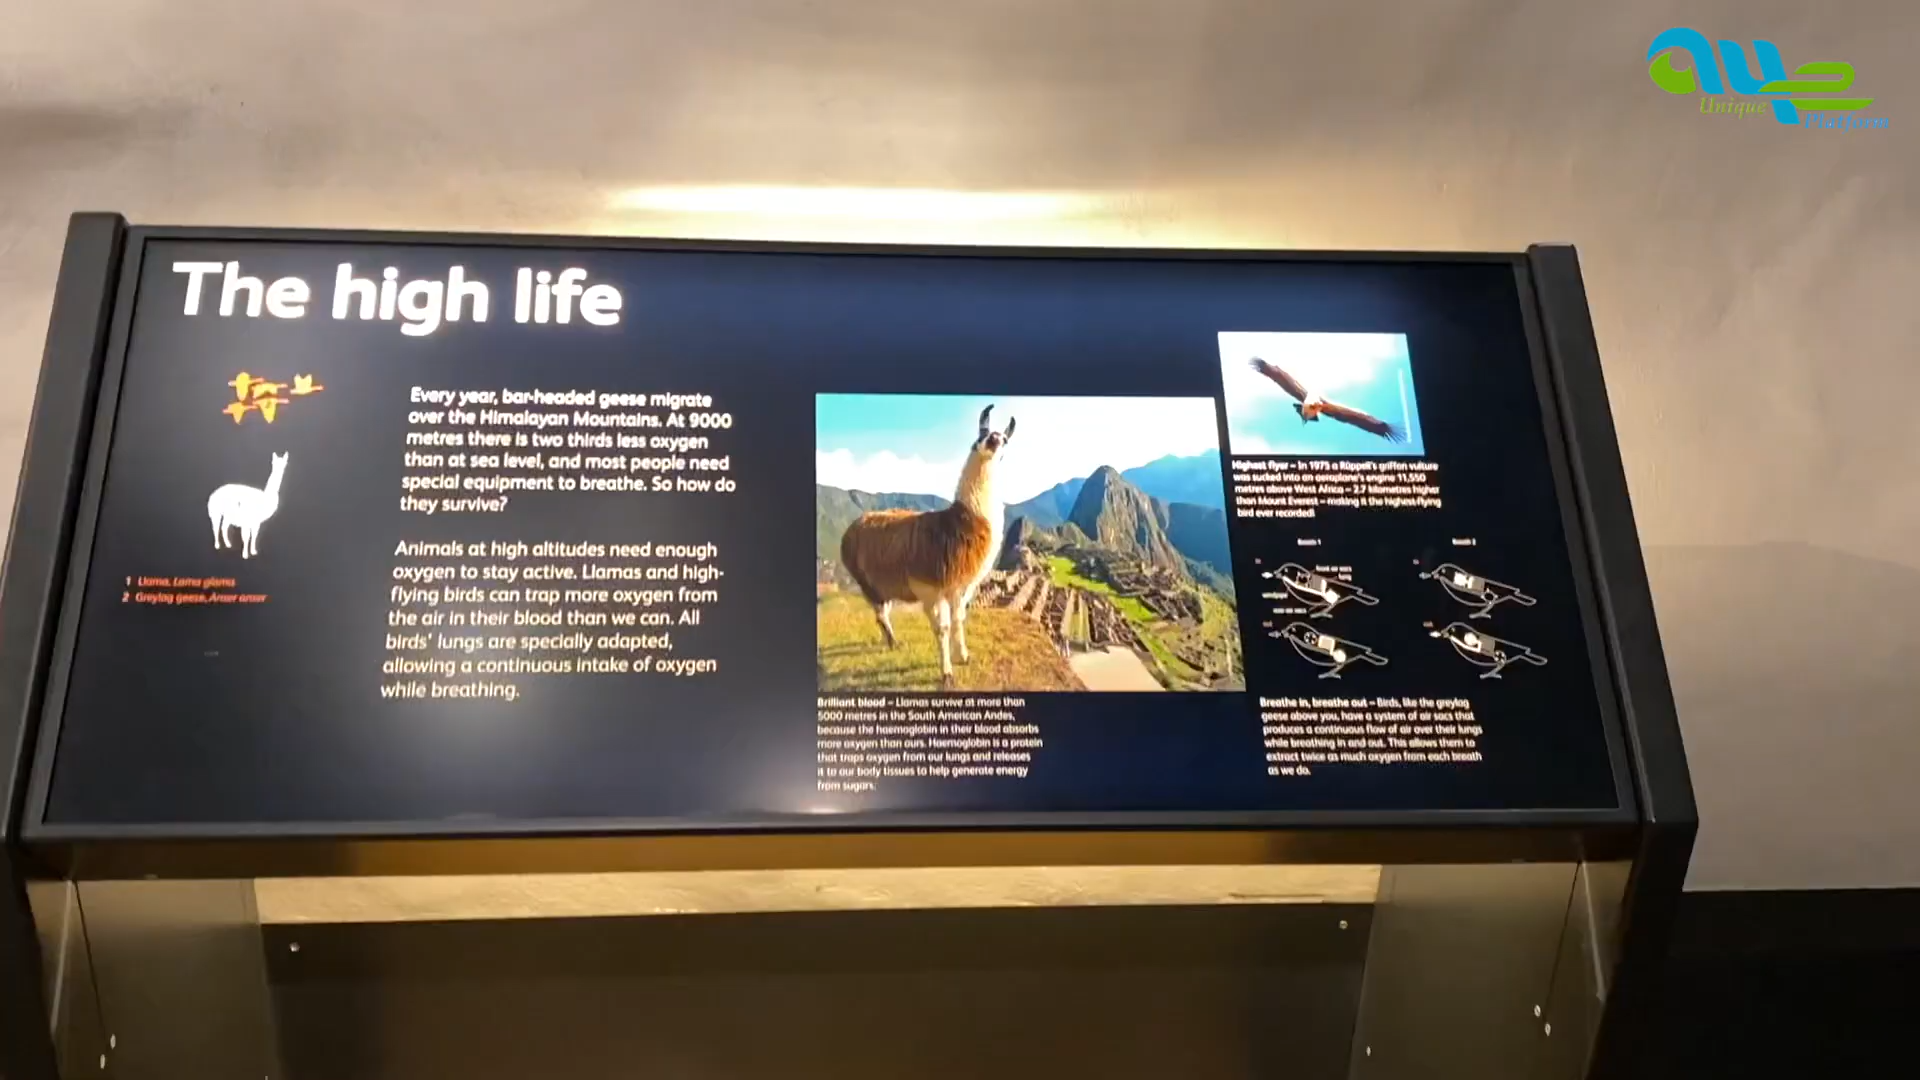 Unique
Platform
The high life
Every year, bar-headed geese migrate
over the Himalayan Mountains. At 9000
metres there is two thirds less oxygen
than at sea level, and most people need
special equipment to breathe. So how do
they survive?
Animals at high altitudes need enough
oxygen to stay active. Llamas and high-
flying birds can trap more oxygen from
the air in their blood than we can. All
birds' lungs are specially adapted,
allowing a continuous intake of oxygen
while breathing.
1 Llama, Lama glama
2 Greylag geese, Anser anser
Brilliant blood – Llamas survive at more than
5000 metres in the South American Andes,
because the haemoglobin in their blood absorbs
more oxygen than ours. Haemoglobin is a protein
that traps oxygen from our lungs and releases
it to our body tissues to help generate energy
from sugars.
Highest flyer – In 1975 a Rüppell's griffon vulture
was sucked into an aeroplane's engine 11,550
metres above West Africa – 2.7 kilometres higher
than Mount Everest – making it the highest-flying
bird ever recorded!
Breath 1
Breath 2
Breathe in, breathe out – Birds, like the greylag
geese above you, have a system of air sacs that
produces a continuous flow of air over their lungs
while breathing in and out. This allows them to
extract twice as much oxygen from each breath
as we do.